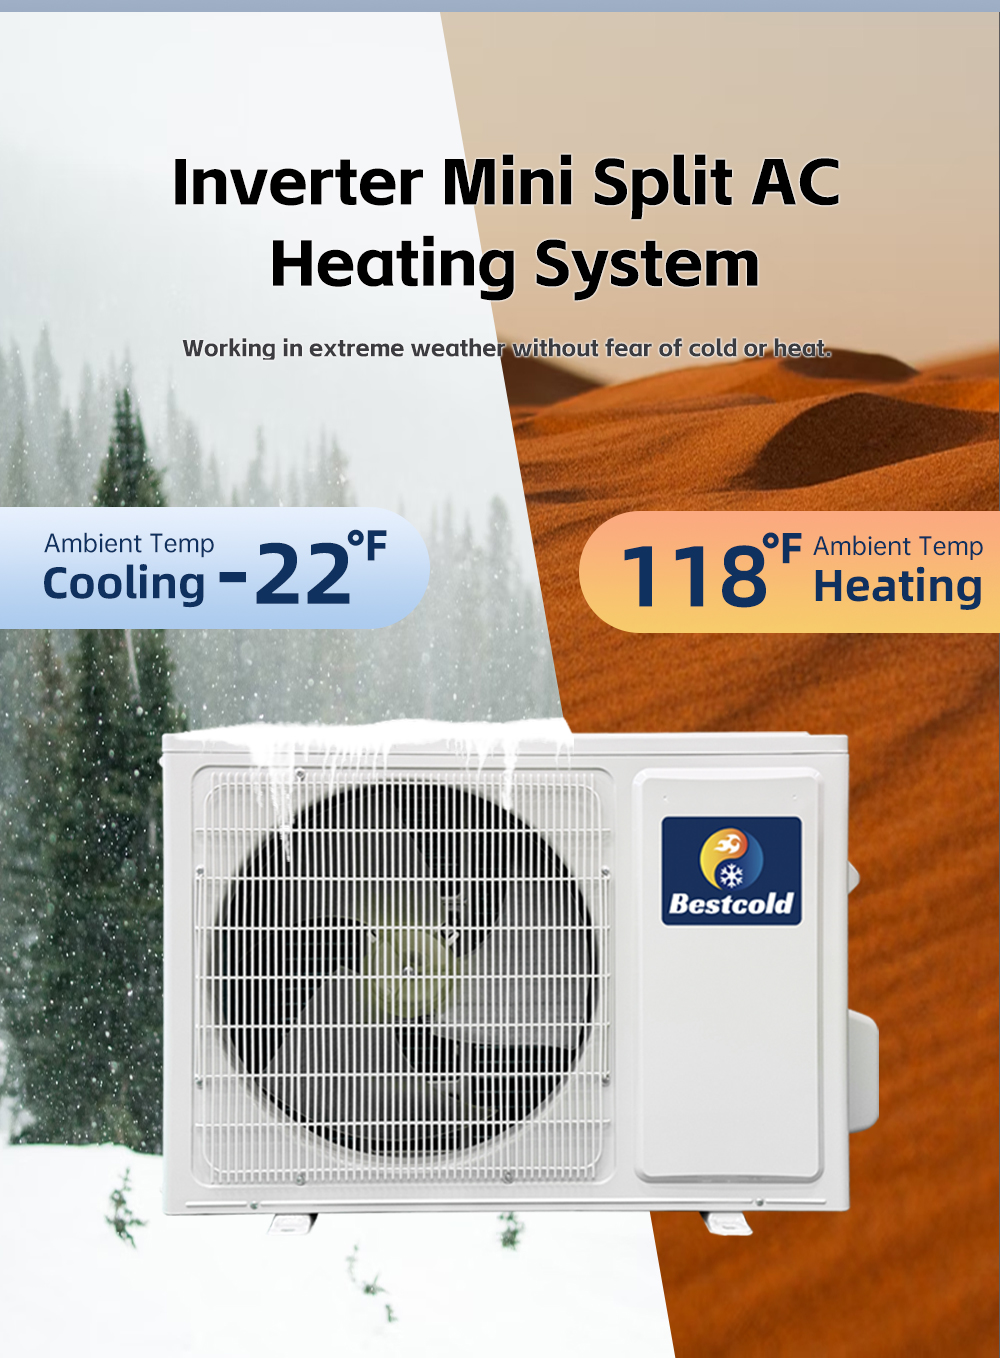 Inverter Mini Split AC
Heating System
Working in extreme weather without fear of cold or heat.
Ambient Temp
Cooling -22°F
118°F Ambient Temp
Heating
Bestcold